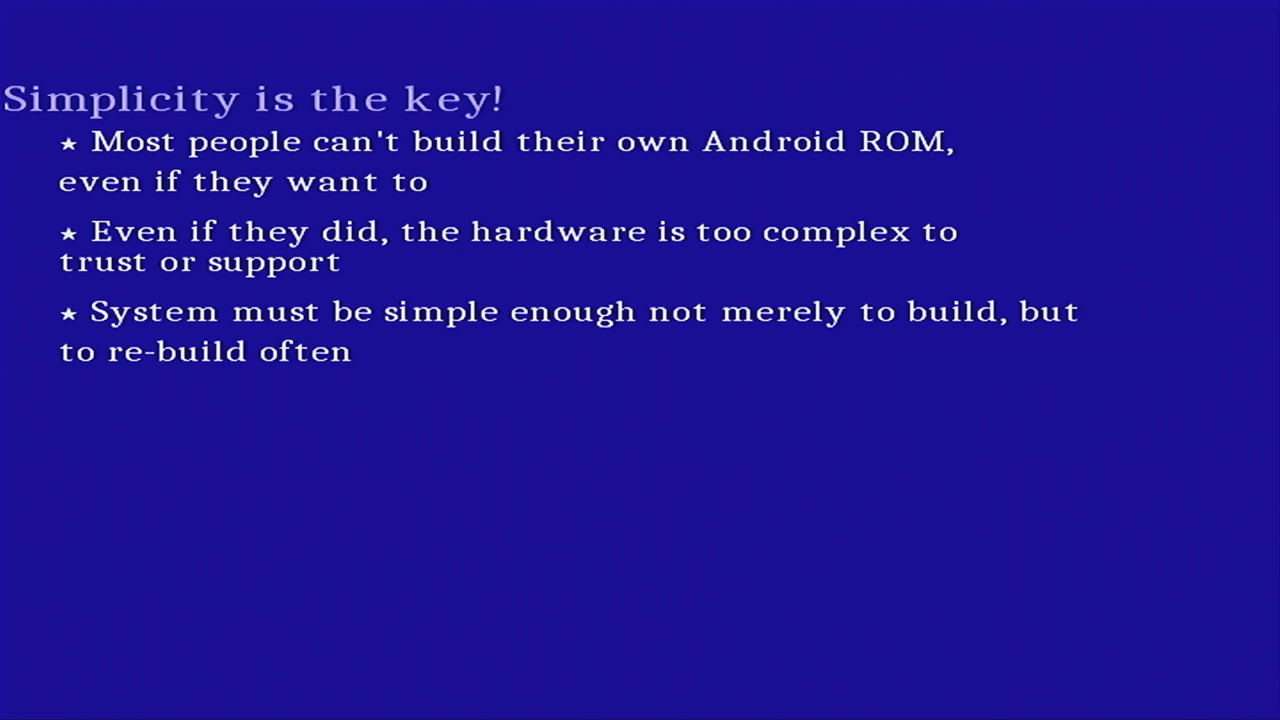 Simplicity is the key!
★ Most people can't build their own Android ROM,
even if they want to
★ Even if they did, the hardware is too complex to
trust or support
★ System must be simple enough not merely to build, but
to re-build often